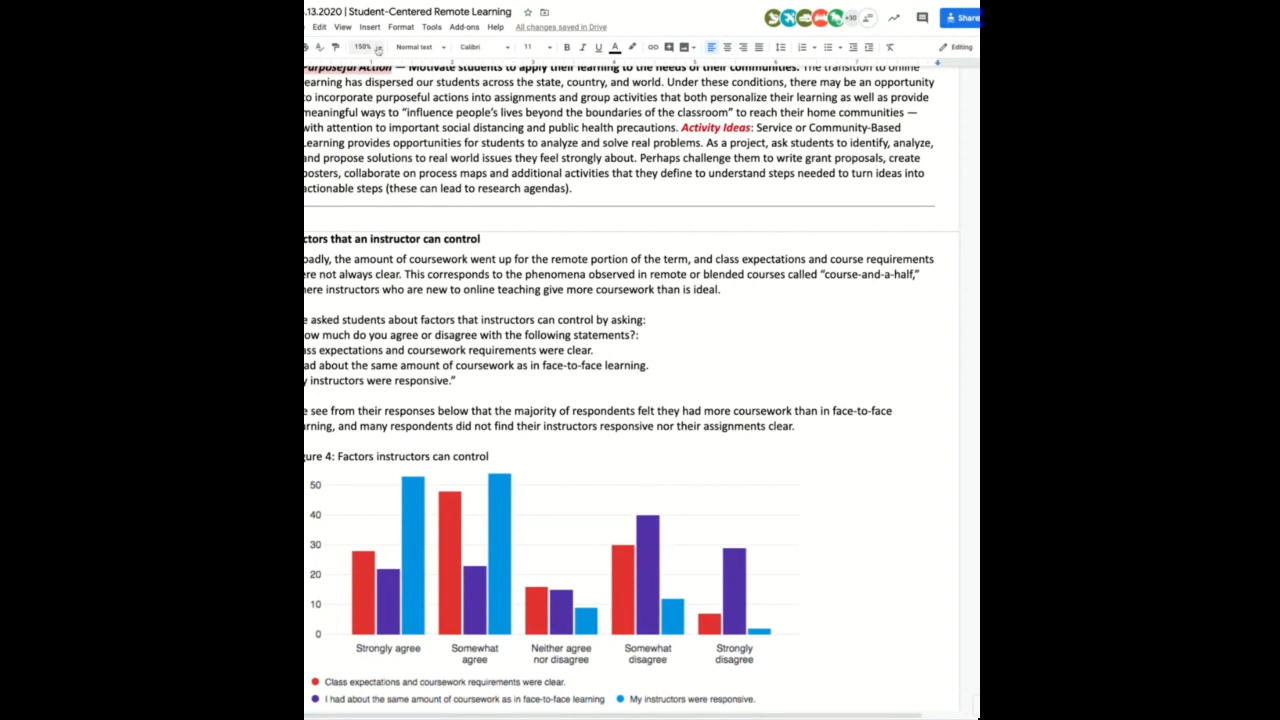 .13.2020 | Student-Centered Remote Learning
File Edit View Insert Format Tools Add-ons Help All changes saved in Drive
+30 Share
150% Normal text Calibri 11 B I U A Editing
1 2 3 4 5 6 7
Purposeful Action — Motivate students to apply their learning to the needs of their communities. The transition to online
learning has dispersed our students across the state, country, and world. Under these conditions, there may be an opportunity
to incorporate purposeful actions into assignments and group activities that both personalize their learning as well as provide
meaningful ways to “influence people’s lives beyond the boundaries of the classroom” to reach their home communities —
with attention to important social distancing and public health precautions. Activity Ideas: Service or Community-Based
Learning provides opportunities for students to analyze and solve real problems. As a project, ask students to identify, analyze,
and propose solutions to real world issues they feel strongly about. Perhaps challenge them to write grant proposals, create
posters, collaborate on process maps and additional activities that they define to understand steps needed to turn ideas into
actionable steps (these can lead to research agendas).
ctors that an instructor can control
oadly, the amount of coursework went up for the remote portion of the term, and class expectations and course requirements
ere not always clear. This corresponds to the phenomena observed in remote or blended courses called “course-and-a-half,”
here instructors who are new to online teaching give more coursework than is ideal.
e asked students about factors that instructors can control by asking:
ow much do you agree or disagree with the following statements?:
ass expectations and coursework requirements were clear.
ad about the same amount of coursework as in face-to-face learning.
y instructors were responsive.”
e see from their responses below that the majority of respondents felt they had more coursework than in face-to-face
arning, and many respondents did not find their instructors responsive nor their assignments clear.
gure 4: Factors instructors can control
50
40
30
20
10
0
Strongly agree Somewhat agree Neither agree nor disagree Somewhat disagree Strongly disagree
Class expectations and coursework requirements were clear.
I had about the same amount of coursework as in face-to-face learning My instructors were responsive.